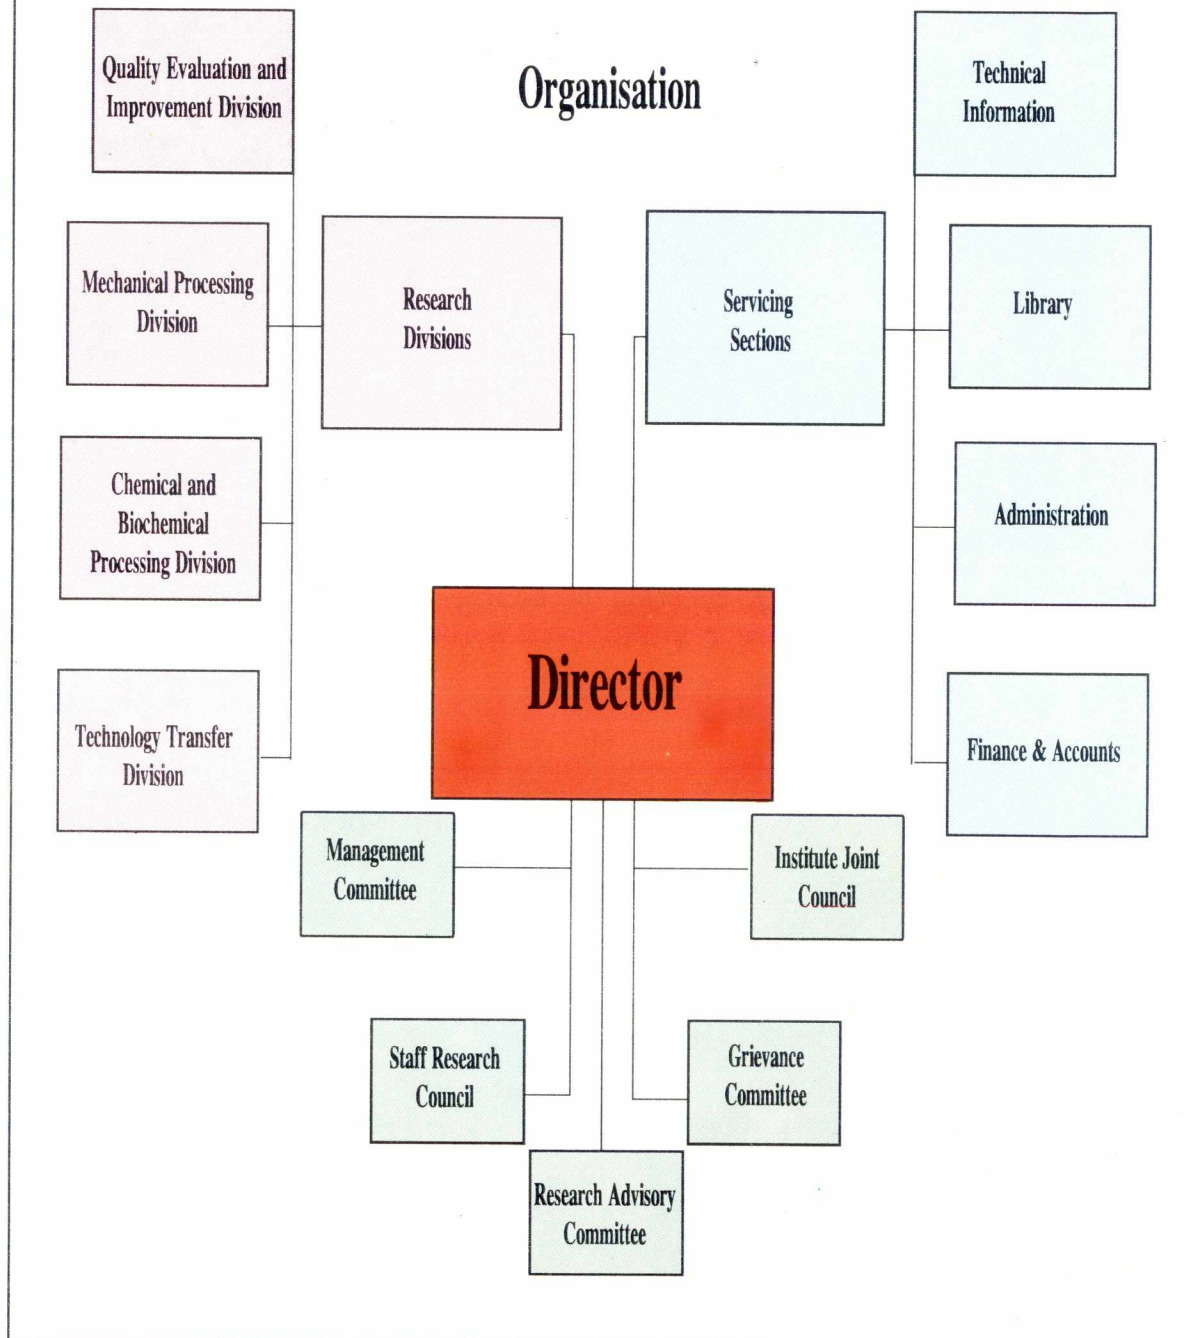 Organisation
Quality Evaluation and
Improvement Division
Mechanical Processing
Division
Chemical and
Biochemical
Processing Division
Technology Transfer
Division
Research
Divisions
Servicing
Sections
Technical
Information
Library
Administration
Finance & Accounts
Director
Management
Committee
Institute Joint
Council
Staff Research
Council
Grievance
Committee
Research Advisory
Committee